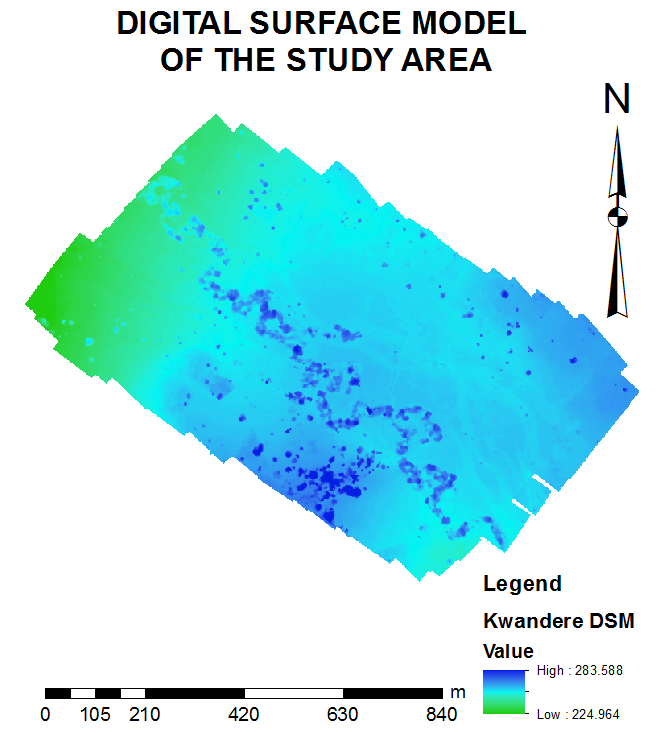 DIGITAL SURFACE MODEL
OF THE STUDY AREA
N
Legend
Kwandere DSM
Value
High : 283.588
Low : 224.964
m
0 105 210 420 630 840